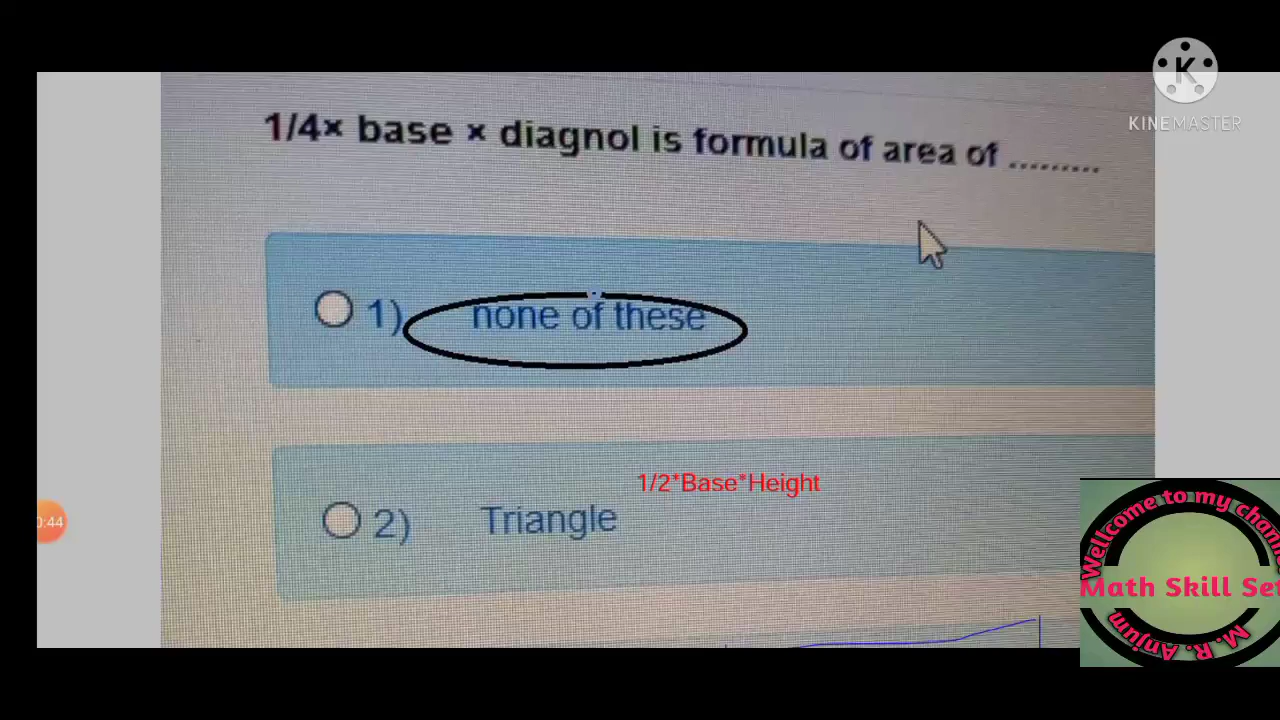 KINEMASTER
1/4× base × diagnol is formula of area of .........
1) none of these
1/2*Base*Height
2) Triangle
:44
Wellcome to my
Math Skill Set
M. R. Anjum